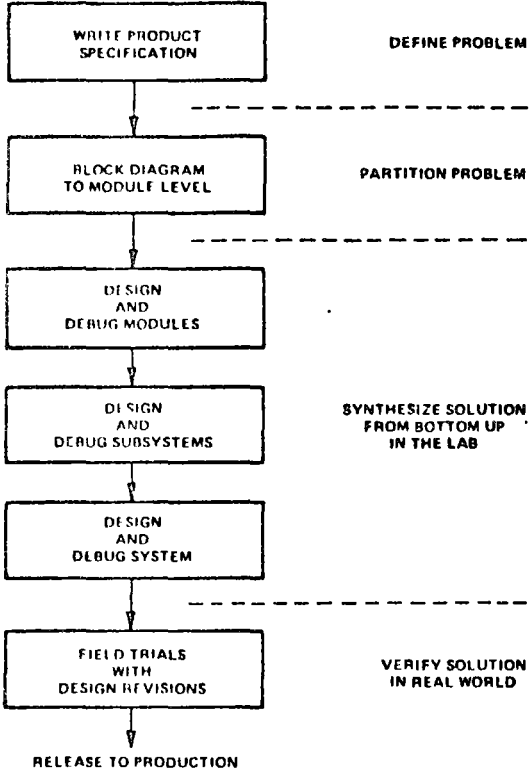 WRITE PRODUCT
SPECIFICATION
DEFINE PROBLEM
BLOCK DIAGRAM
TO MODULE LEVEL
PARTITION PROBLEM
DESIGN
AND
DEBUG MODULES
DESIGN
AND
DEBUG SUBSYSTEMS
SYNTHESIZE SOLUTION
FROM BOTTOM UP
IN THE LAB
DESIGN
AND
DEBUG SYSTEM
FIELD TRIALS
WITH
DESIGN REVISIONS
VERIFY SOLUTION
IN REAL WORLD
RELEASE TO PRODUCTION